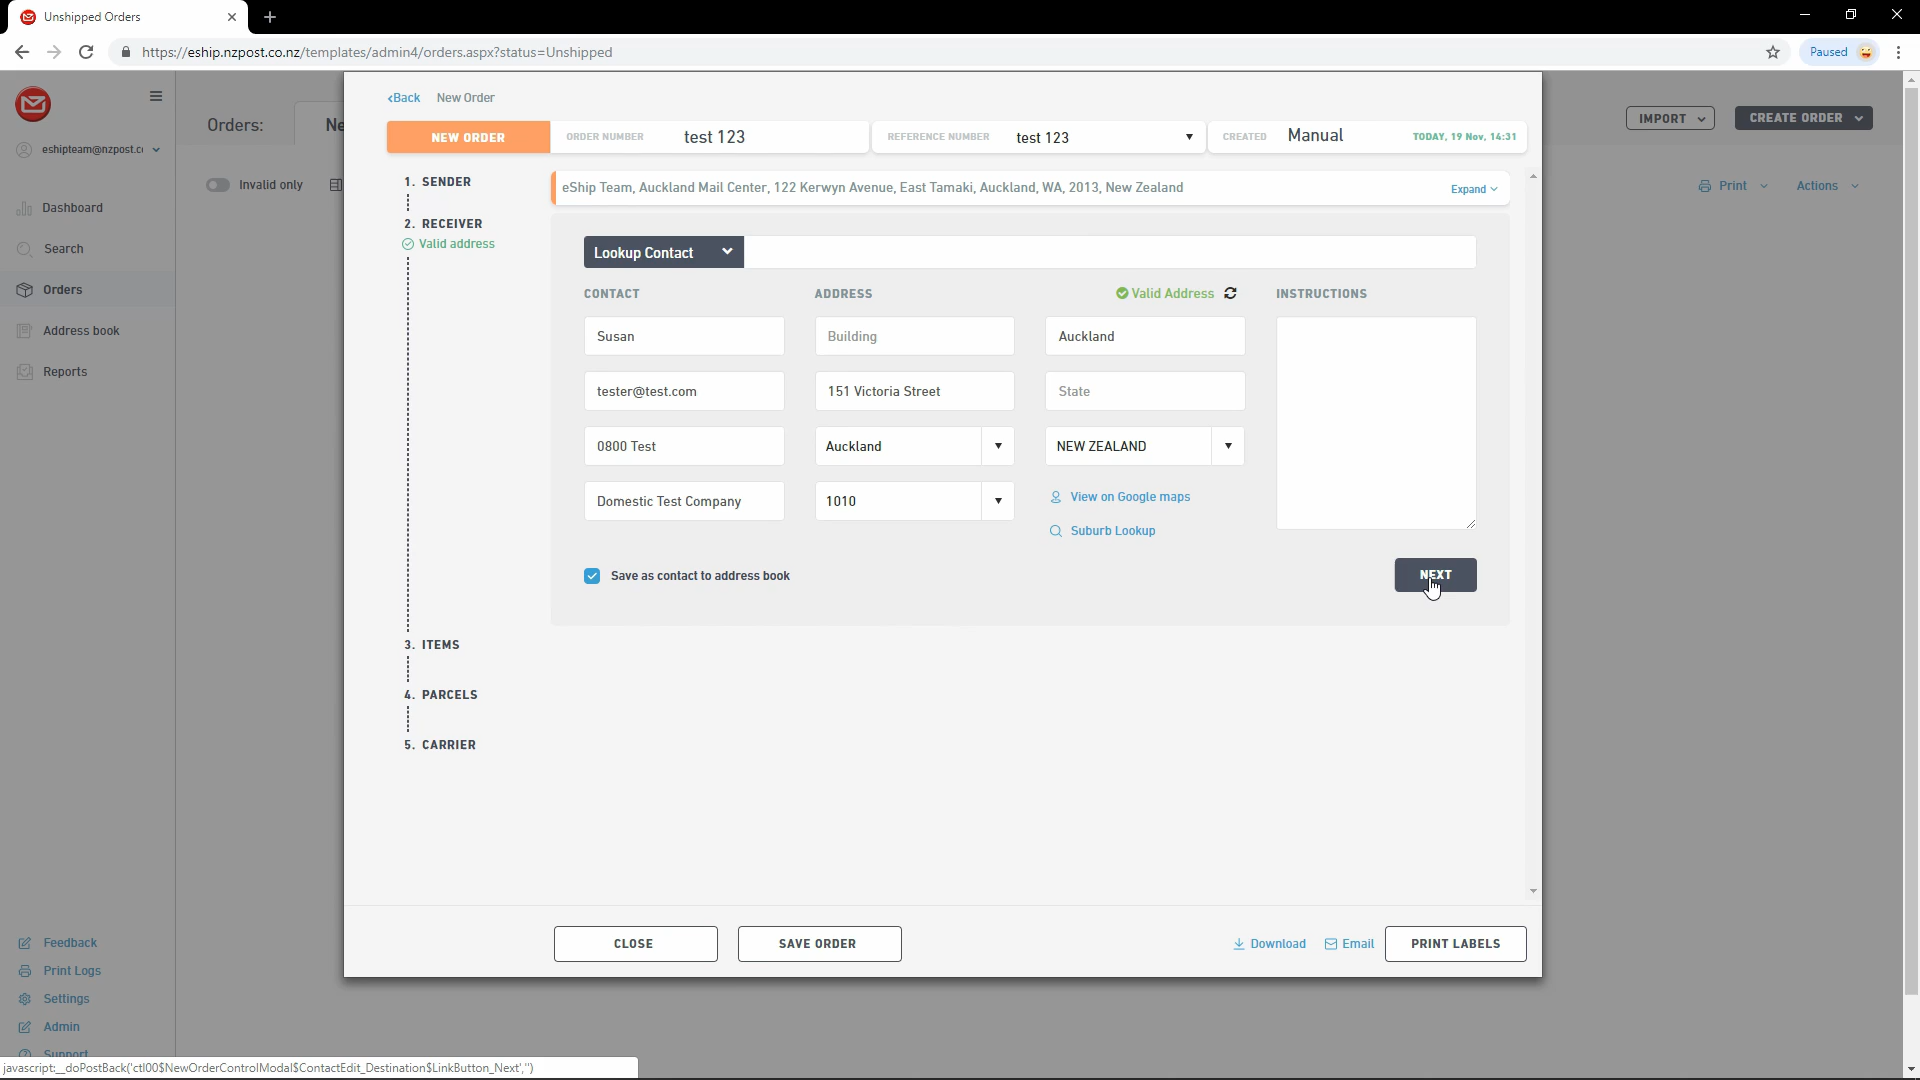 Unshipped Orders
https://eship.nzpost.co.nz/templates/admin4/orders.aspx?status=Unshipped
Paused
eshipteam@nzpost.c
Orders:
Ne
IMPORT
CREATE ORDER
Invalid only
Print
Actions
Dashboard
Search
Orders
Address book
Reports
Feedback
Print Logs
Settings
Admin
Support
‹Back New Order
NEW ORDER
ORDER NUMBER test 123
REFERENCE NUMBER test 123
CREATED Manual TODAY, 19 Nov, 14:31
1. SENDER
eShip Team, Auckland Mail Center, 122 Kerwyn Avenue, East Tamaki, Auckland, WA, 2013, New Zealand
Expand
2. RECEIVER
Valid address
Lookup Contact
CONTACT
ADDRESS
Valid Address
INSTRUCTIONS
Susan
Building
Auckland
tester@test.com
151 Victoria Street
State
0800 Test
Auckland
NEW ZEALAND
Domestic Test Company
1010
View on Google maps
Suburb Lookup
Save as contact to address book
NEXT
3. ITEMS
4. PARCELS
5. CARRIER
CLOSE
SAVE ORDER
Download
Email
PRINT LABELS
javascript:__doPostBack('ctl00$NewOrderControlModal$ContactEdit_Destination$LinkButton_Next','')